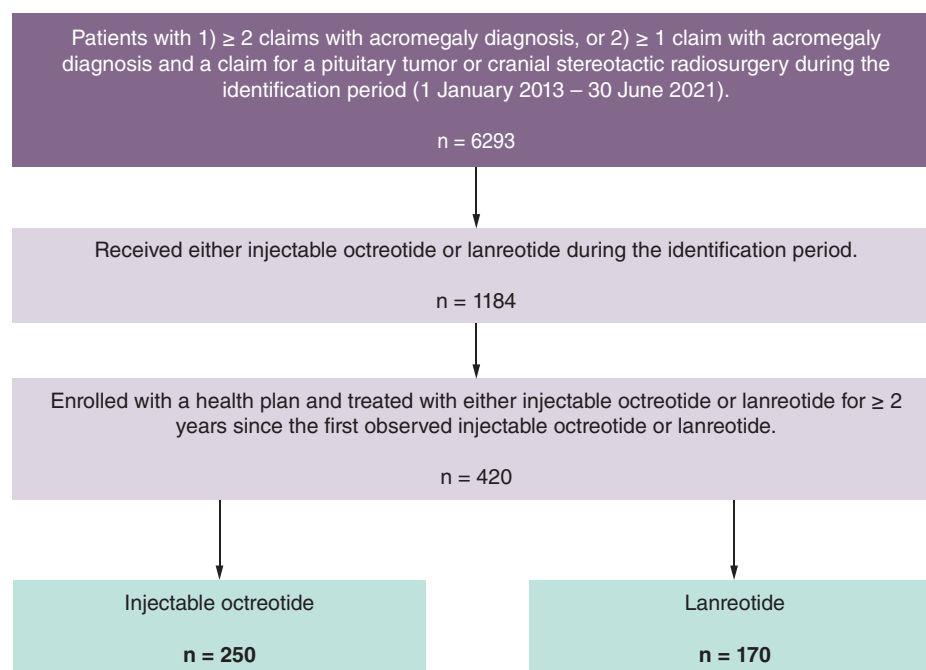 Patients with 1) ≥ 2 claims with acromegaly diagnosis, or 2) ≥ 1 claim with acromegaly
diagnosis and a claim for a pituitary tumor or cranial stereotactic radiosurgery during the
identification period (1 January 2013 – 30 June 2021).
n = 6293
Received either injectable octreotide or lanreotide during the identification period.
n = 1184
Enrolled with a health plan and treated with either injectable octreotide or lanreotide for ≥ 2
years since the first observed injectable octreotide or lanreotide.
n = 420
Injectable octreotide
n = 250
Lanreotide
n = 170